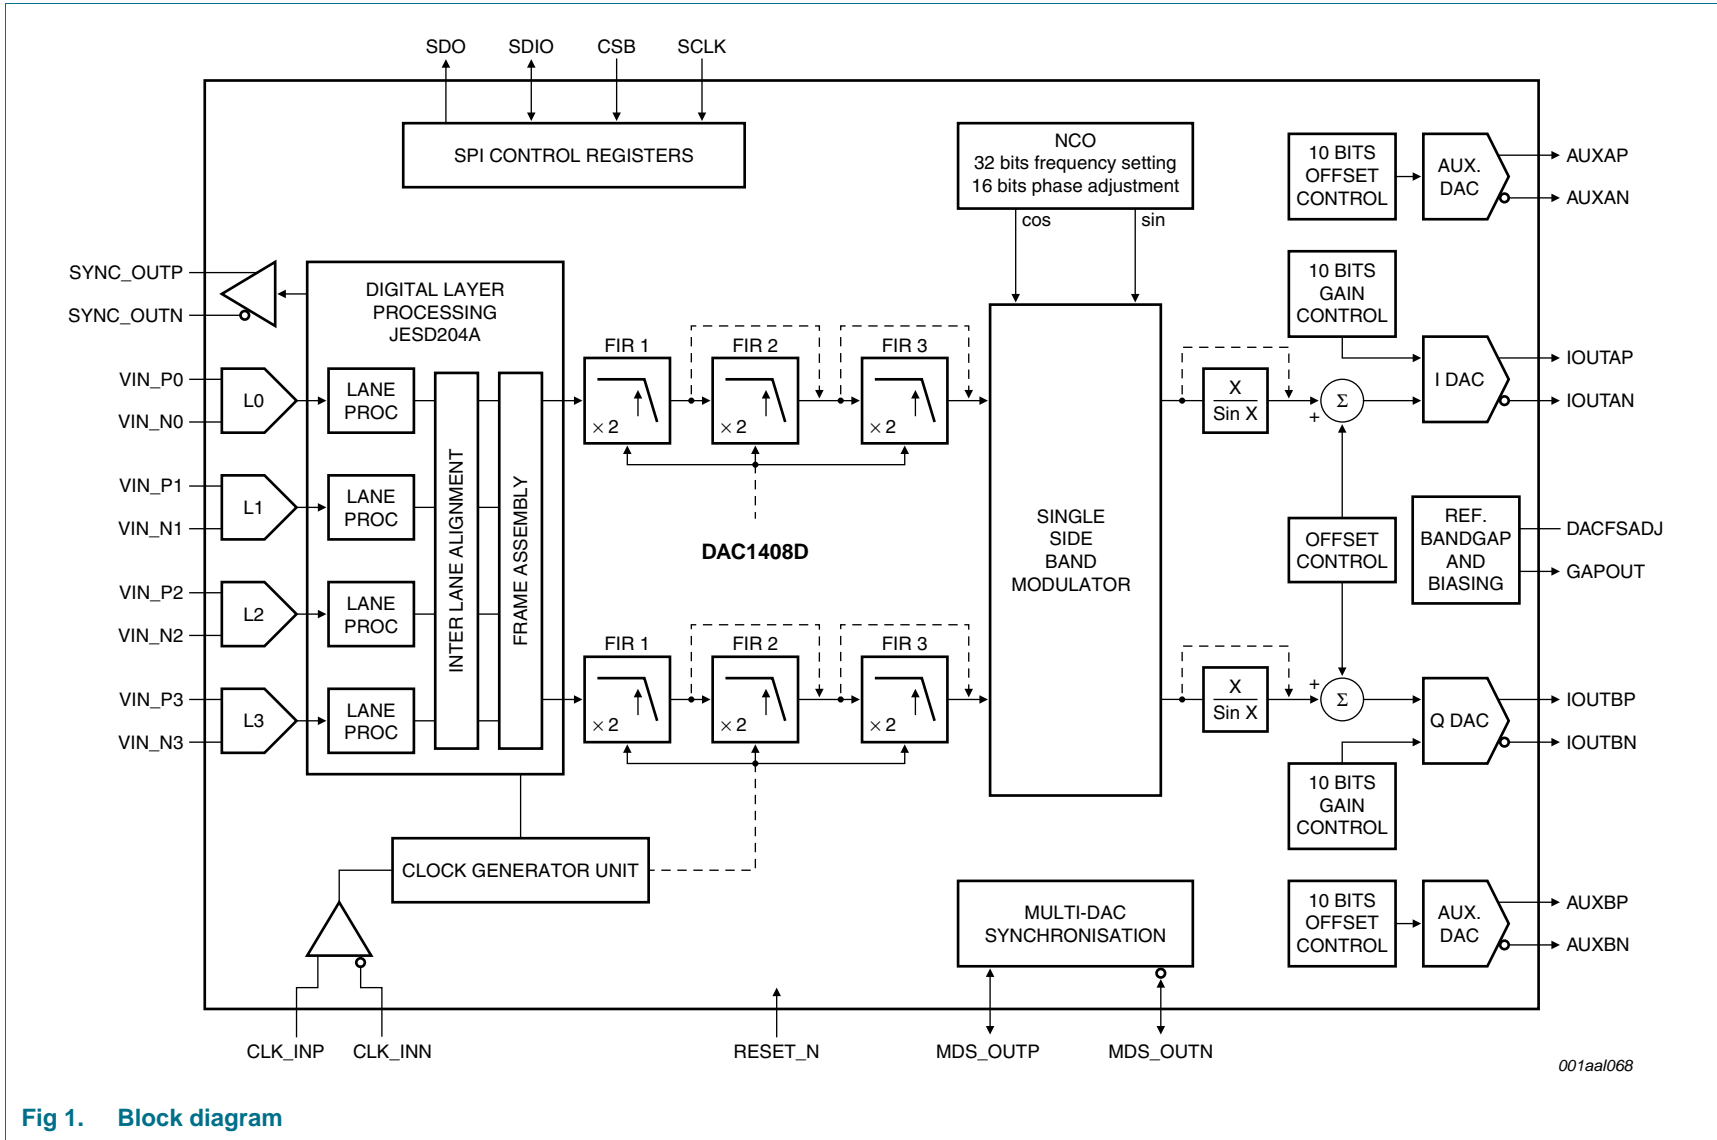 SDO
SDIO
CSB
SCLK
SPI CONTROL REGISTERS
NCO
32 bits frequency setting
16 bits phase adjustment
cos
sin
10 BITS
OFFSET
CONTROL
AUX.
DAC
AUXAP
AUXAN
SYNC_OUTP
SYNC_OUTN
DIGITAL LAYER
PROCESSING
JESD204A
10 BITS
GAIN
CONTROL
FIR 1
FIR 2
FIR 3
× 2
× 2
× 2
VIN_P0
VIN_N0
L0
LANE
PROC
X
Sin X
+
Σ
I DAC
IOUTAP
IOUTAN
VIN_P1
VIN_N1
L1
LANE
PROC
INTER LANE ALIGNMENT
FRAME ASSEMBLY
DAC1408D
SINGLE
SIDE
BAND
MODULATOR
OFFSET
CONTROL
REF.
BANDGAP
AND
BIASING
DACFSADJ
GAPOUT
VIN_P2
VIN_N2
L2
LANE
PROC
FIR 1
FIR 2
FIR 3
× 2
× 2
× 2
VIN_P3
VIN_N3
L3
LANE
PROC
X
Sin X
+
Σ
Q DAC
IOUTBP
IOUTBN
10 BITS
GAIN
CONTROL
CLOCK GENERATOR UNIT
MULTI-DAC
SYNCHRONISATION
10 BITS
OFFSET
CONTROL
AUX.
DAC
AUXBP
AUXBN
CLK_INP
CLK_INN
RESET_N
MDS_OUTP
MDS_OUTN
001aal068
Fig 1. Block diagram